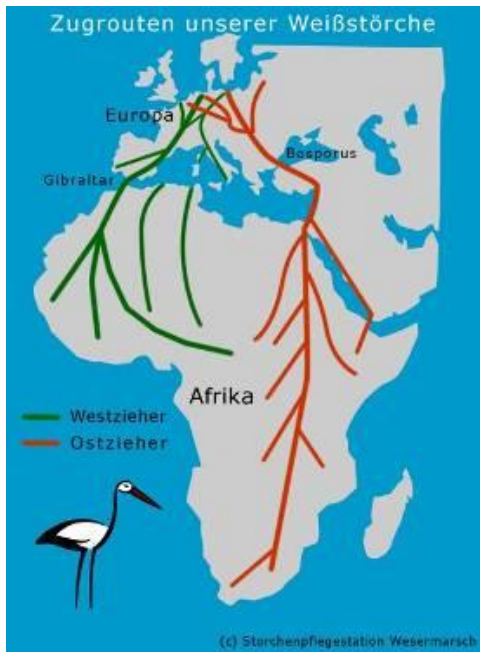 Zugrouten unserer Weißstörche
Europa
Bosporus
Gibraltar
Afrika
Westzieher
Ostzieher
(c) Storchenpflegestation Wesermarsch